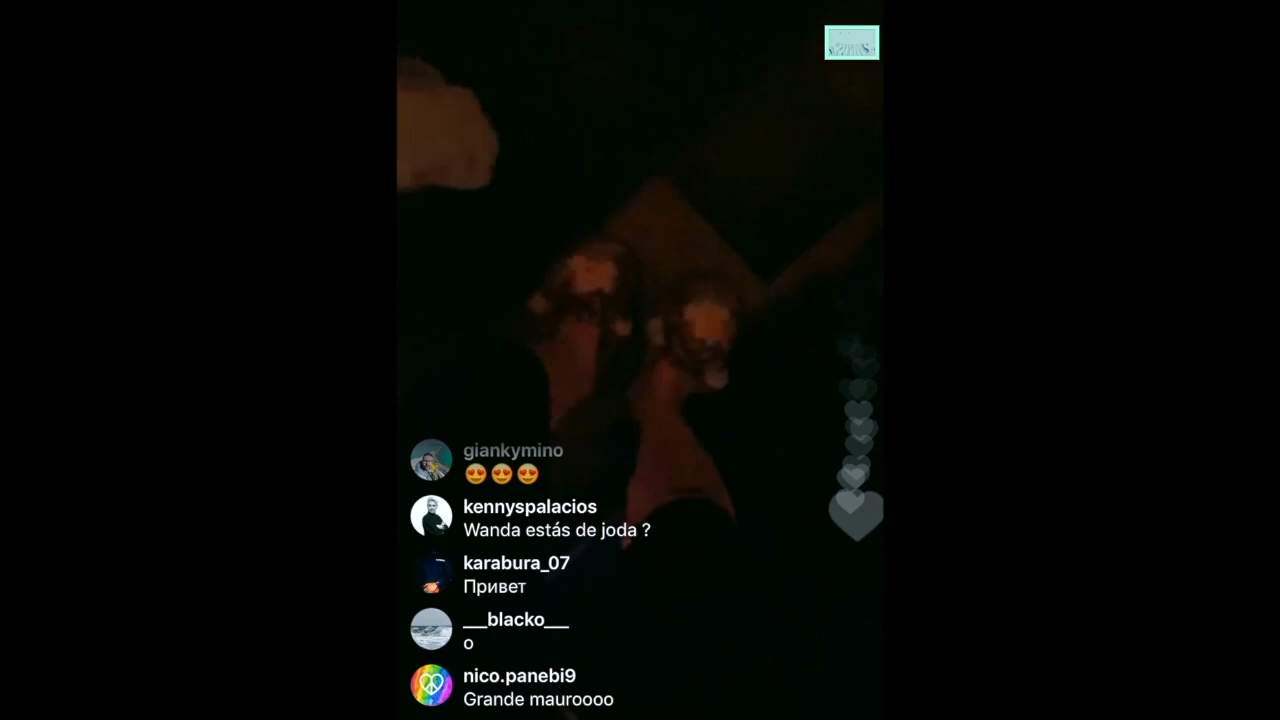 giankymino
😍😍😍
kennyspalacios
Wanda estás de joda ?
karabura_07
Привет
___blacko___
o
nico.panebi9
Grande mauroooo